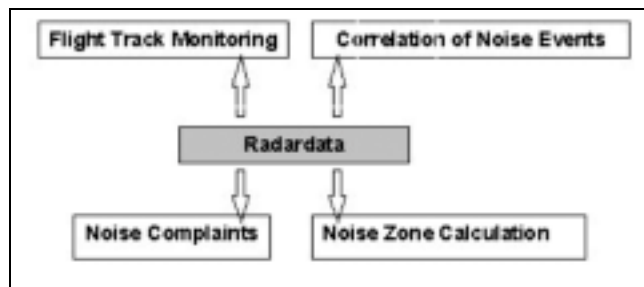 Flight Track Monitoring
Correlation of Noise Events
Radardata
Noise Complaints
Noise Zone Calculation